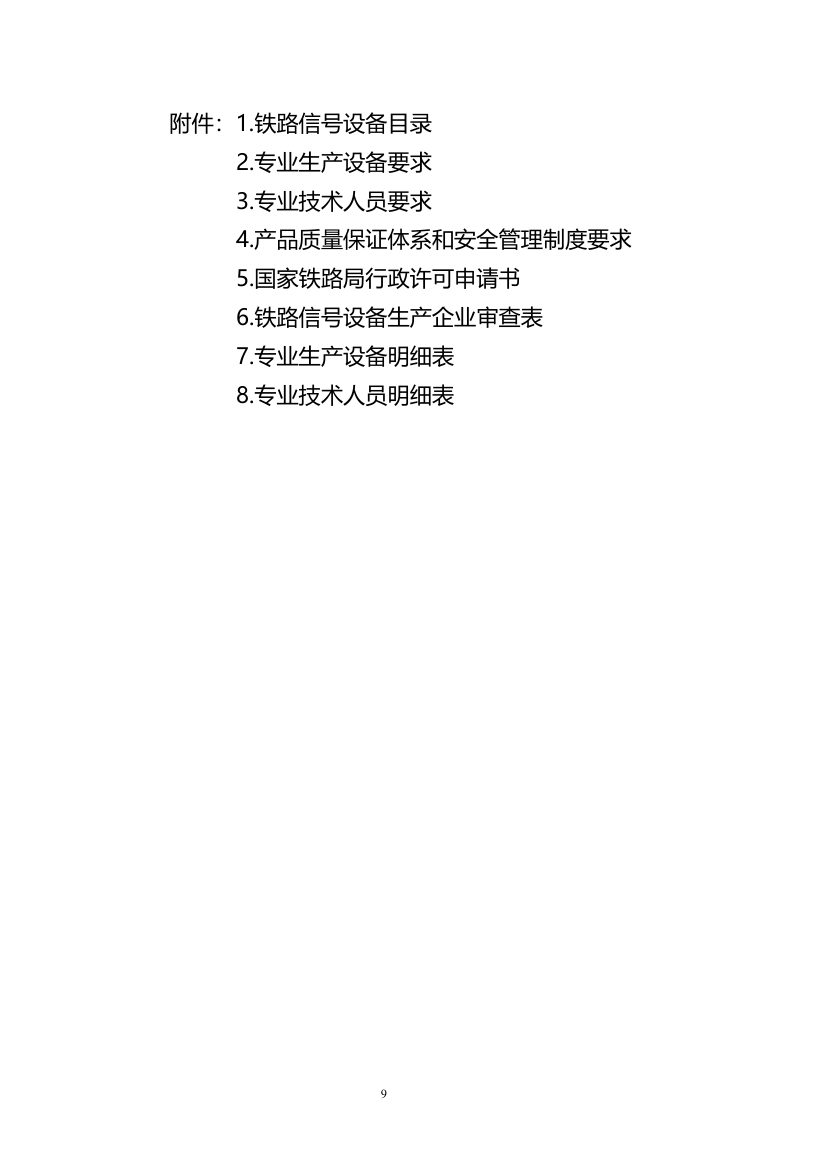 附件：1.铁路信号设备目录
2.专业生产设备要求
3.专业技术人员要求
4.产品质量保证体系和安全管理制度要求
5.国家铁路局行政许可申请书
6.铁路信号设备生产企业审查表
7.专业生产设备明细表
8.专业技术人员明细表
9